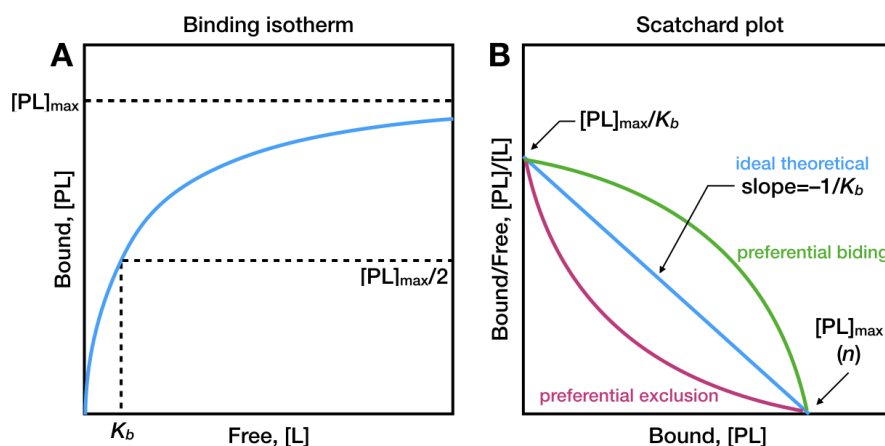 Binding isotherm
A
[PL]max
Bound, [PL]
[PL]max/2
Kb
Free, [L]
Scatchard plot
B
[PL]max/Kb
ideal theoretical
slope=–1/Kb
preferential biding
[PL]max
(n)
preferential exclusion
Bound/Free, [PL]/[L]
Bound, [PL]